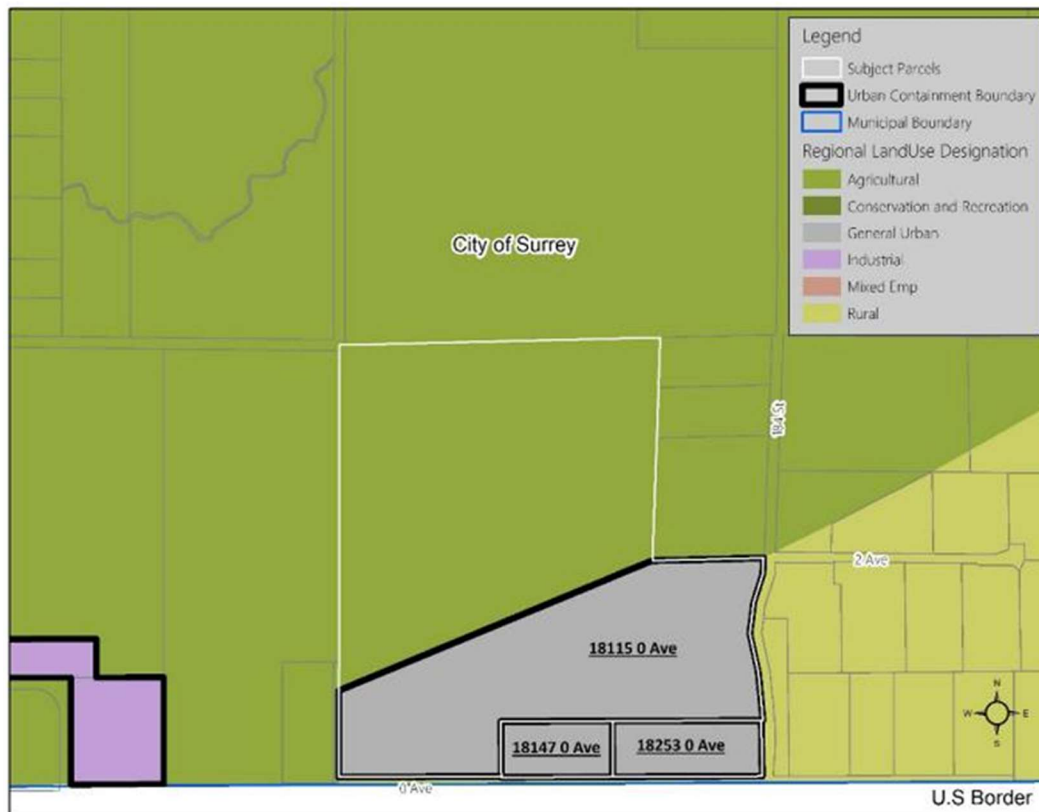 Legend
Subject Parcels
Urban Containment Boundary
Municipal Boundary
Regional LandUse Designation
Agricultural
Conservation and Recreation
General Urban
Industrial
Mixed Emp
Rural
City of Surrey
184 St
2 Ave
18115 0 Ave
18147 0 Ave
18253 0 Ave
N
W
E
S
0 Ave
U.S Border